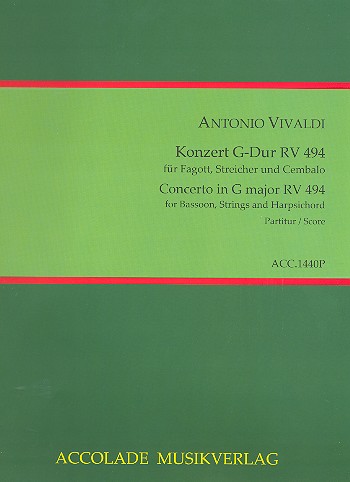 ANTONIO VIVALDI
Konzert G-Dur RV 494
für Fagott, Streicher und Cembalo
Concerto in G major RV 494
for Bassoon, Strings and Harpsichord
Partitur / Score
ACC.1440P
ACCOLADE MUSIKVERLAG